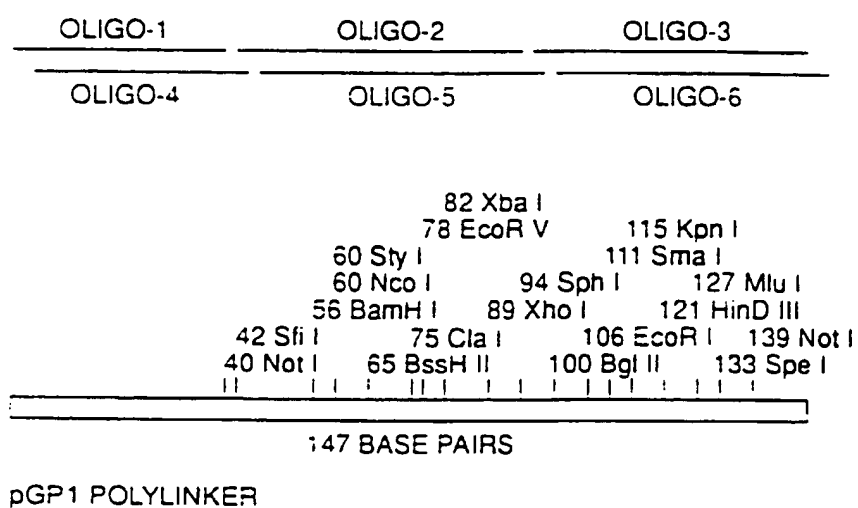 OLIGO-1 OLIGO-2 OLIGO-3
OLIGO-4 OLIGO-5 OLIGO-6
82 Xba I
78 EcoR V 115 Kpn I
60 Sty I 111 Sma I
60 Nco I 94 Sph I 127 Mlu I
56 BamH I 89 Xho I 121 HinD III
42 Sfi I 75 Cla I 106 EcoR I 139 Not I
40 Not I 65 BssH II 100 Bgl II 133 Spe I
147 BASE PAIRS
pGP1 POLYLINKER